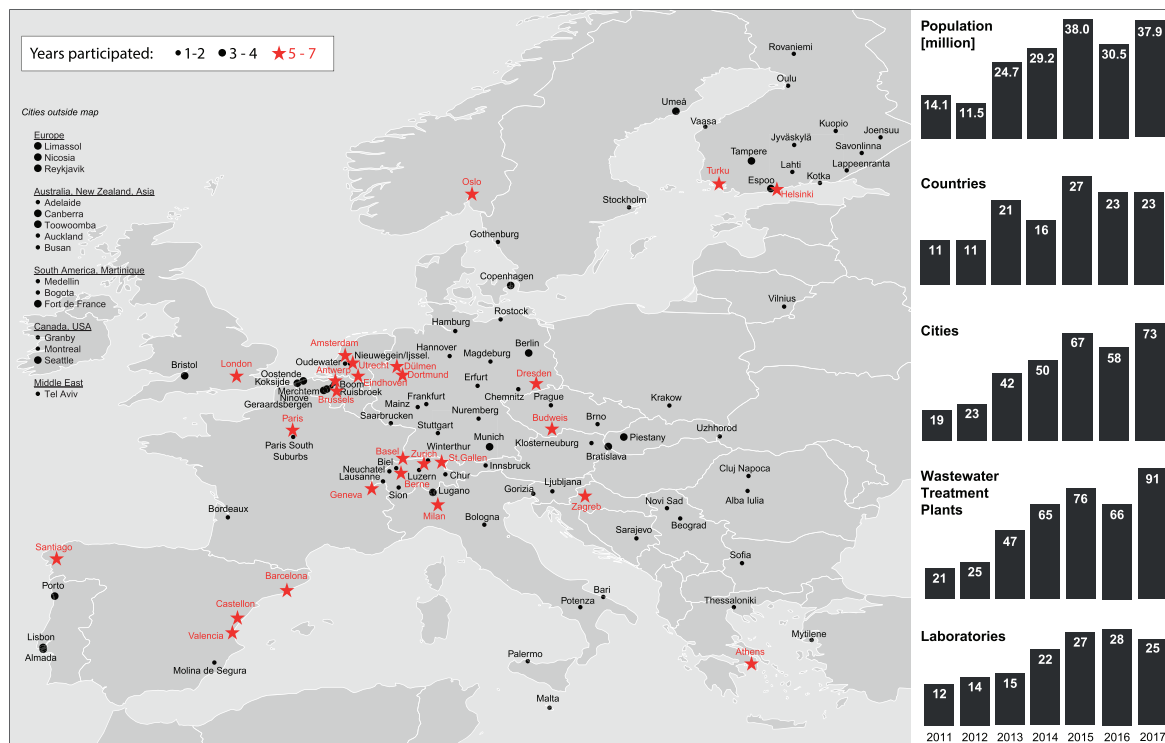 Years participated: 1-2 3 - 4 5 - 7
Cities outside map
Europe
Limassol
Nicosia
Reykjavik
Australia, New Zealand, Asia
Adelaide
Canberra
Toowoomba
Auckland
Busan
South America, Martinique
Medellin
Bogota
Fort de France
Canada, USA
Granby
Montreal
Seattle
Middle East
Tel Aviv
Rovaniemi
Oulu
Umeå
Vaasa
Kuopio
Joensuu
Jyväskylä
Savonlinna
Tampere
Lahti
Lappeenranta
Turku
Espoo
Kotka
Helsinki
Oslo
Stockholm
Gothenburg
Copenhagen
Vilnius
Rostock
Hamburg
Amsterdam
Nieuwegein/Ijssel.
Hannover
Berlin
Oudewater
Utrecht
Dülmen
Magdeburg
Bristol
London
Oostende
Antwerp
Eindhoven
Dortmund
Dresden
Koksijde
Boom
Erfurt
Merchtem
Ruisbroek
Chemnitz
Prague
Ninove
Brussels
Geraardsbergen
Frankfurt
Mainz
Krakow
Saarbrucken
Nuremberg
Budweis
Brno
Paris
Stuttgart
Uzhhorod
Paris South
Suburbs
Munich
Klosterneuburg
Piestany
Bratislava
Basel
Zurich
Winterthur
St.Gallen
Biel
Neuchatel
Innsbruck
Lausanne
Luzern
Chur
Cluj Napoca
Geneva
Berne
Sion
Lugano
Gorizia
Ljubljana
Alba Iulia
Milan
Zagreb
Novi Sad
Bordeaux
Bologna
Beograd
Sarajevo
Santiago
Sofia
Porto
Barcelona
Bari
Castellon
Potenza
Thessaloniki
Valencia
Lisbon
Almada
Mytilene
Molina de Segura
Palermo
Athens
Malta
Population
[million]
14.1 11.5 24.7 29.2 38.0 30.5 37.9
Countries
11 11 21 16 27 23 23
Cities
19 23 42 50 67 58 73
Wastewater
Treatment
Plants
21 25 47 65 76 66 91
Laboratories
12 14 15 22 27 28 25
2011 2012 2013 2014 2015 2016 2017